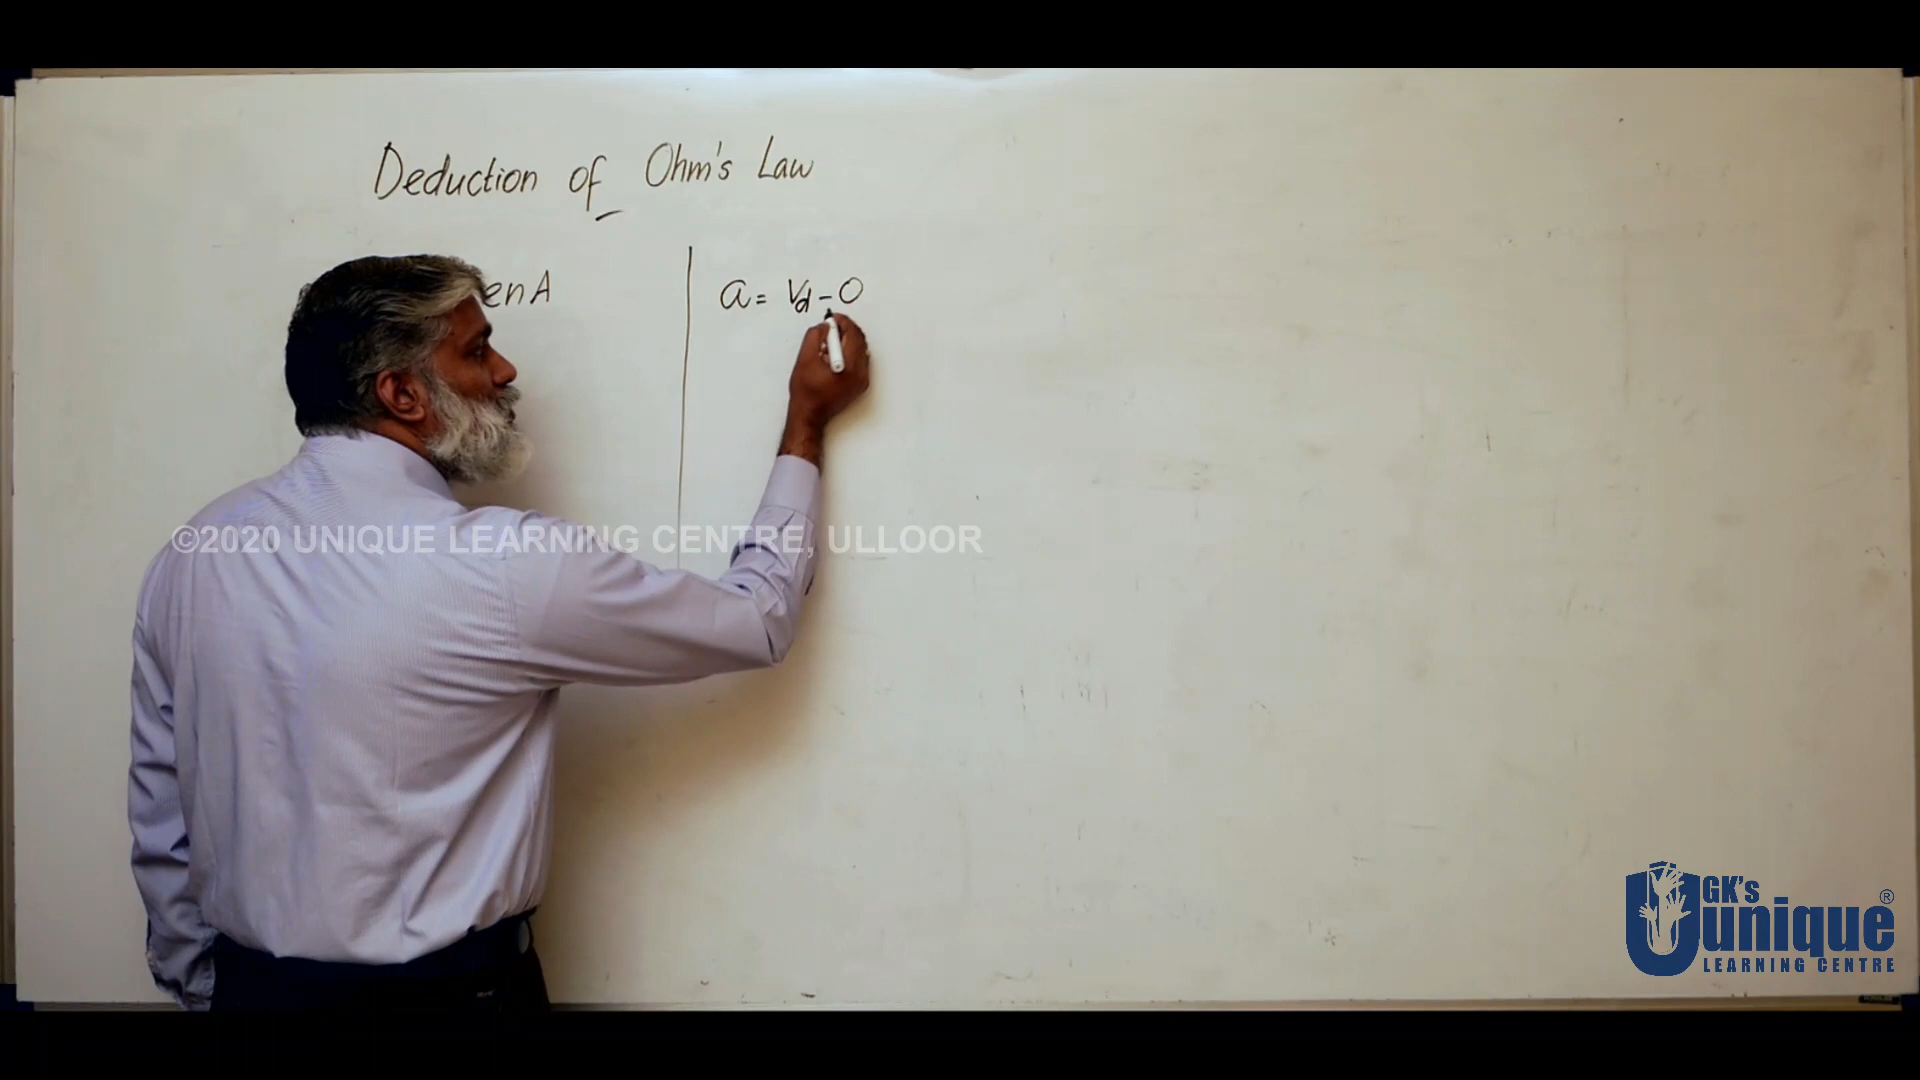 Deduction of Ohm's Law
enA
a = Vd - 0
©2020 UNIQUE LEARNING CENTRE, ULLOOR
GK's
unique®
LEARNING CENTRE